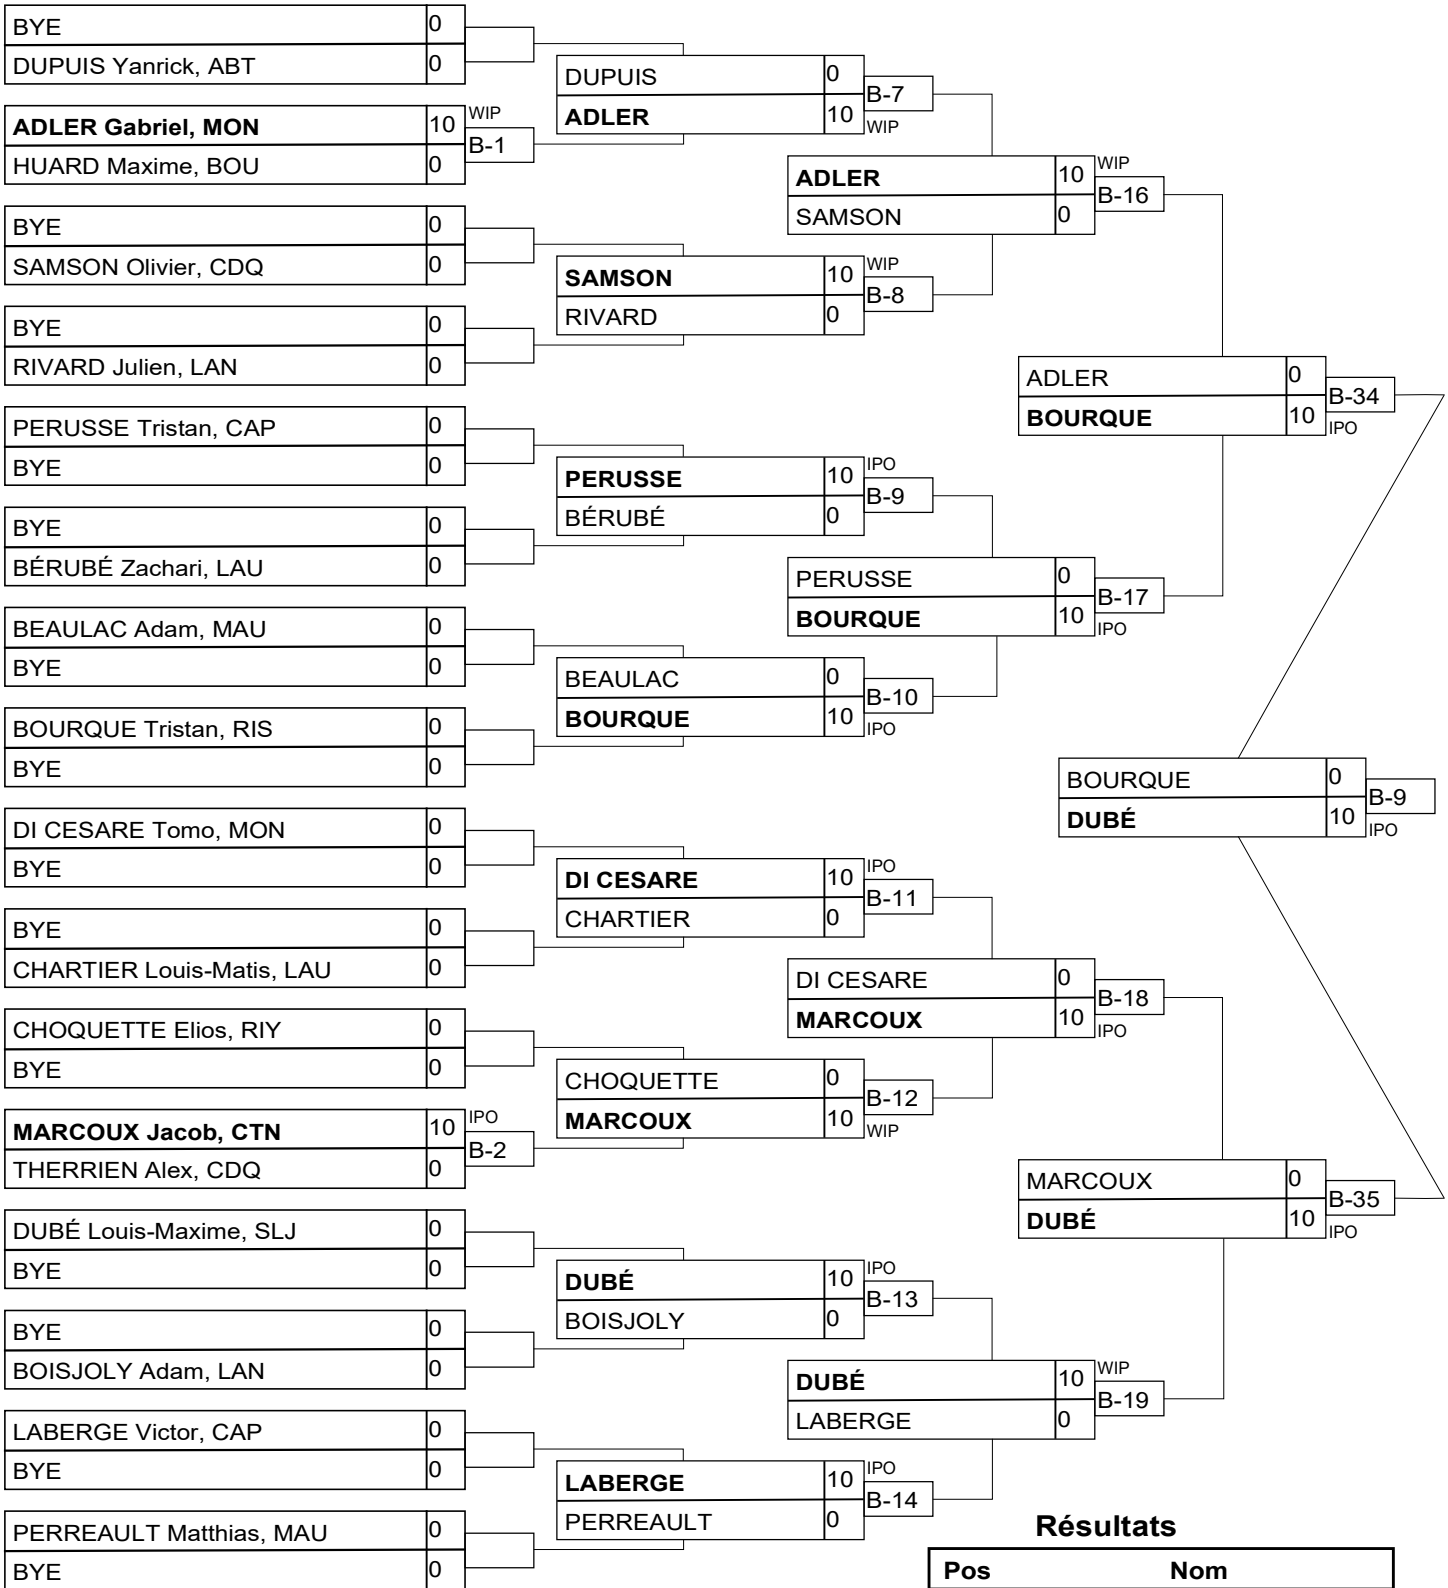 BYE 0
DUPUIS Yanrick, ABT 0
ADLER Gabriel, MON 10 WIP
HUARD Maxime, BOU 0 B-1
BYE 0
SAMSON Olivier, CDQ 0
BYE 0
RIVARD Julien, LAN 0
PERUSSE Tristan, CAP 0
BYE 0
BYE 0
BÉRUBÉ Zachari, LAU 0
BEAULAC Adam, MAU 0
BYE 0
BOURQUE Tristan, RIS 0
BYE 0
DI CESARE Tomo, MON 0
BYE 0
BYE 0
CHARTIER Louis-Matis, LAU 0
CHOQUETTE Elios, RIY 0
BYE 0
MARCOUX Jacob, CTN 10 IPO
THERRIEN Alex, CDQ 0 B-2
DUBÉ Louis-Maxime, SLJ 0
BYE 0
BYE 0
BOISJOLY Adam, LAN 0
LABERGE Victor, CAP 0
BYE 0
PERREAULT Matthias, MAU 0
BYE 0
DUPUIS 0 B-7
ADLER 10 WIP
SAMSON 10 WIP
RIVARD 0 B-8
PERUSSE 10 IPO
BÉRUBÉ 0 B-9
BEAULAC 0 B-10
BOURQUE 10 IPO
DI CESARE 10 IPO
CHARTIER 0 B-11
CHOQUETTE 0 B-12
MARCOUX 10 WIP
DUBÉ 10 IPO
BOISJOLY 0 B-13
LABERGE 10 IPO
PERREAULT 0 B-14
ADLER 10 WIP
SAMSON 0 B-16
PERUSSE 0 B-17
BOURQUE 10 IPO
DI CESARE 0 B-18
MARCOUX 10 IPO
DUBÉ 10 WIP
LABERGE 0 B-19
ADLER 0 B-34
BOURQUE 10 IPO
MARCOUX 0 B-35
DUBÉ 10 IPO
BOURQUE 0 B-9
DUBÉ 10 IPO
Résultats
Pos Nom